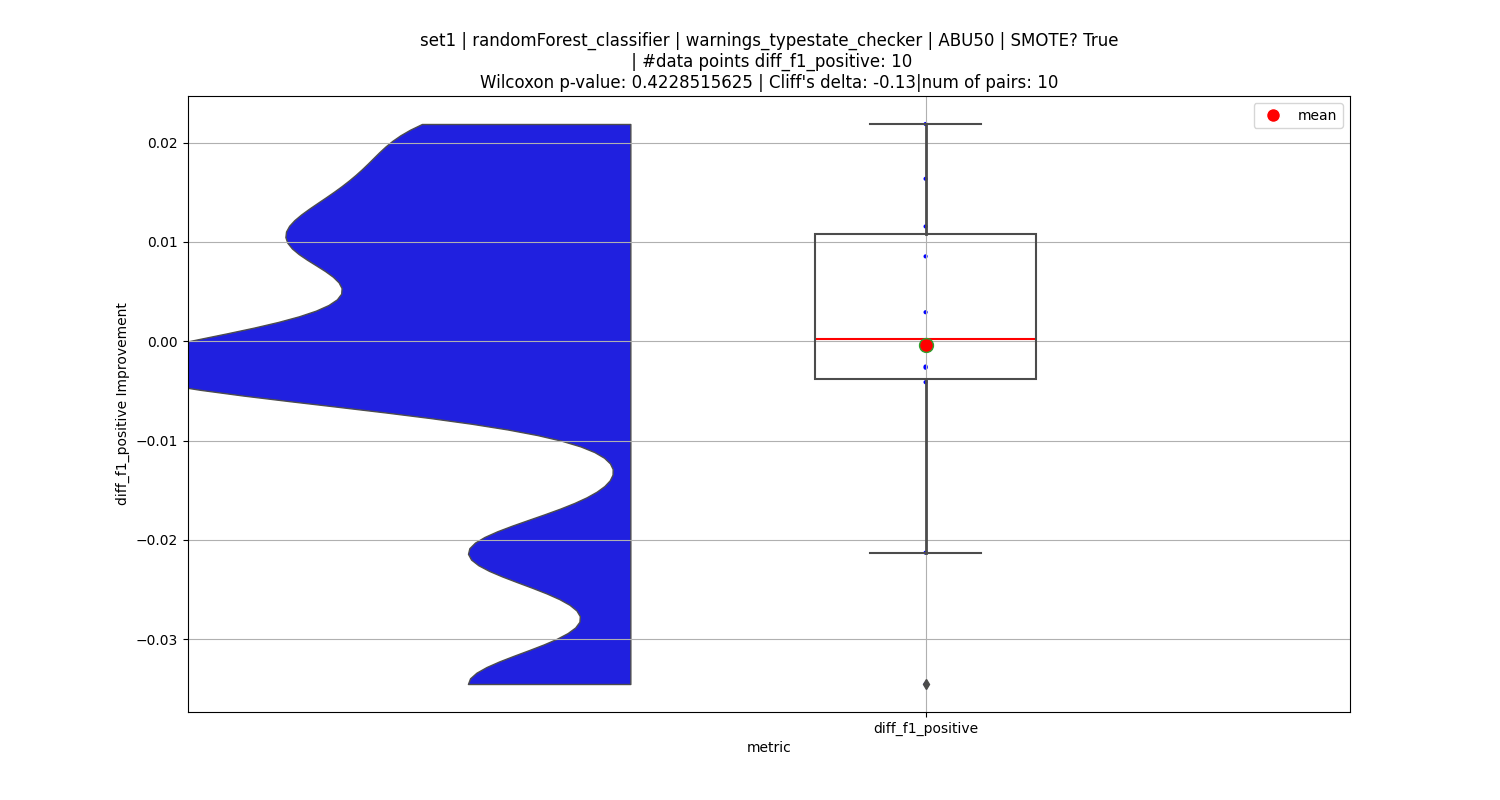 set1 | randomForest_classifier | warnings_typestate_checker | ABU50 | SMOTE? True
| #data points diff_f1_positive: 10
Wilcoxon p-value: 0.4228515625 | Cliff's delta: -0.13|num of pairs: 10
mean
0.02
0.01
0.00
−0.01
−0.02
−0.03
diff_f1_positive Improvement
diff_f1_positive
metric